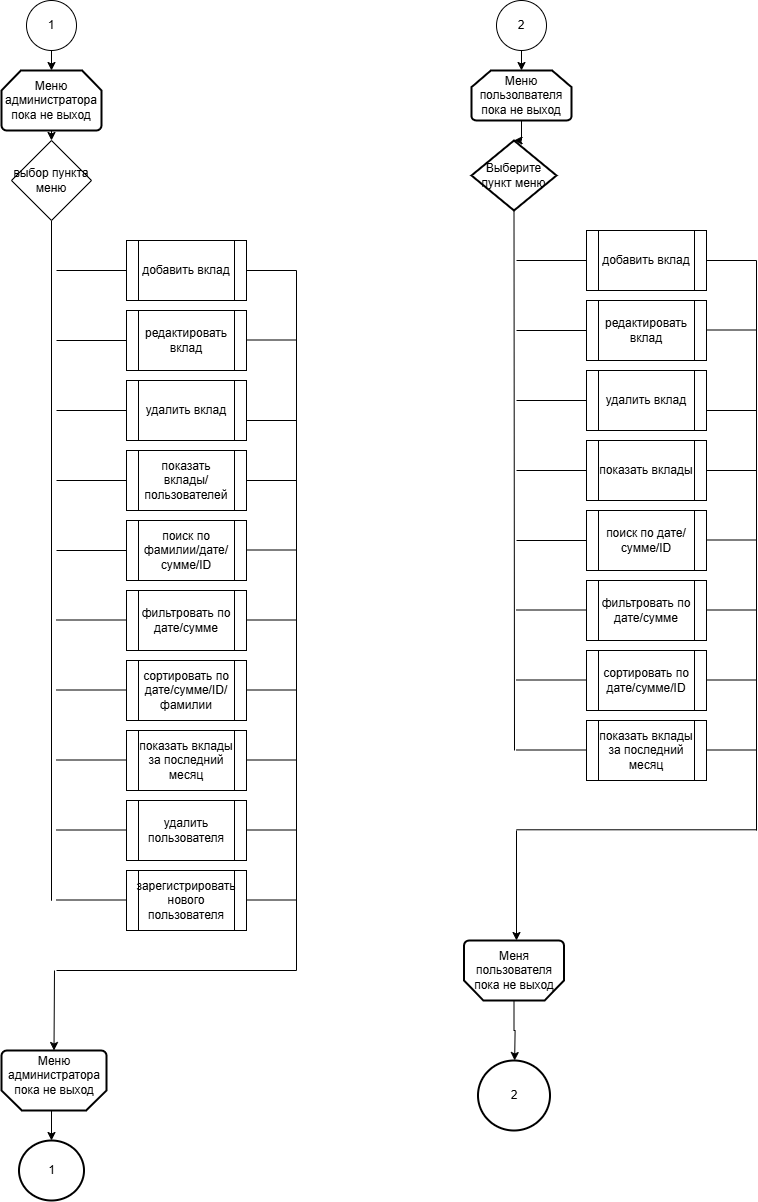 1
Меню
администратора
пока не выход
выбор пункта
меню
добавить вклад
редактировать
вклад
удалить вклад
показать
вклады/
пользователей
поиск по
фамилии/дате/
сумме/ID
фильтровать по
дате/сумме
сортировать по
дате/сумме/ID/
фамилии
показать вклады
за последний
месяц
удалить
пользователя
зарегистрировать
нового
пользователя
Меню
администратора
пока не выход
1
2
Меню
пользолвателя
пока не выход
Выберите
пункт меню
добавить вклад
редактировать
вклад
удалить вклад
показать вклады
поиск по дате/
сумме/ID
фильтровать по
дате/сумме
сортировать по
дате/сумме/ID
показать вклады
за последний
месяц
Меня
пользователя
пока не выход
2